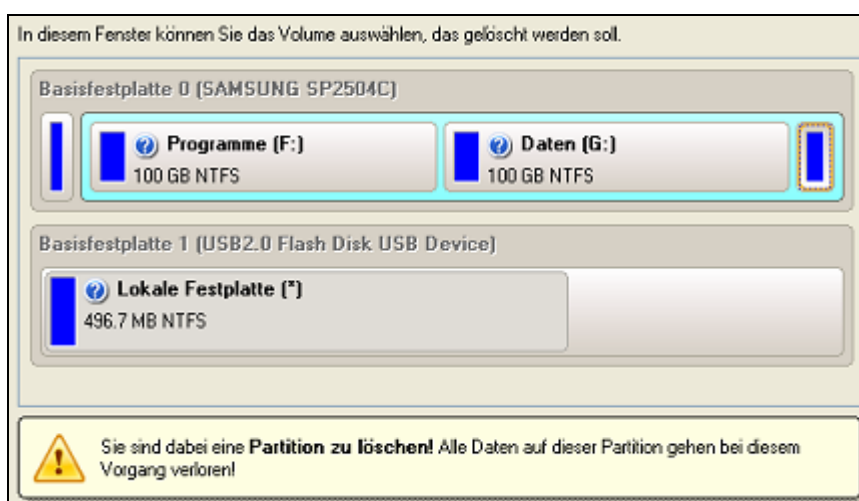 In diesem Fenster können Sie das Volume auswählen, das gelöscht werden soll.
Basisfestplatte 0 (SAMSUNG SP2504C)
Programme (F:)
100 GB NTFS
Daten (G:)
100 GB NTFS
Basisfestplatte 1 (USB2.0 Flash Disk USB Device)
Lokale Festplatte (*)
496.7 MB NTFS
Sie sind dabei eine Partition zu löschen! Alle Daten auf dieser Partition gehen bei diesem
Vorgang verloren!